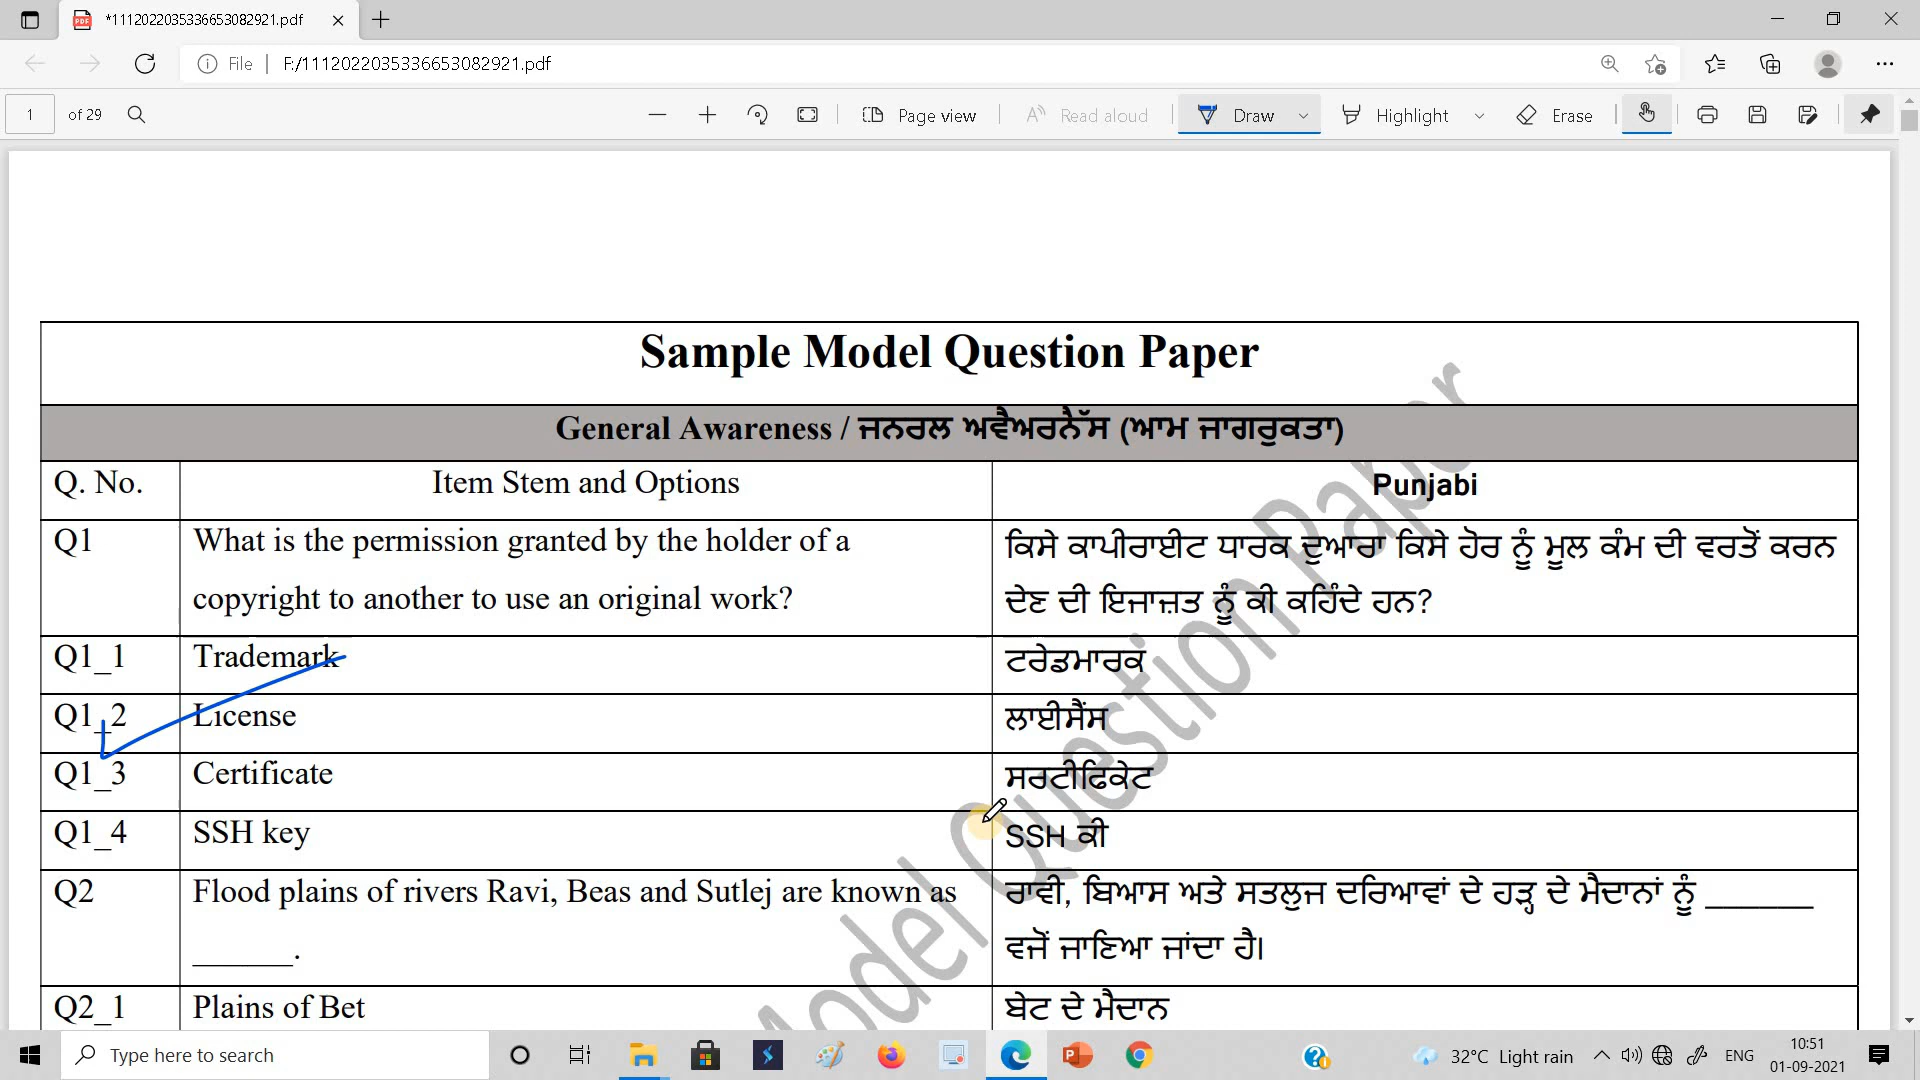 *1112022035336653082921.pdf
File | F:/1112022035336653082921.pdf
1 of 29 Page view Read aloud Draw Highlight Erase
Sample Model Question Paper
General Awareness / ਜਨਰਲ ਅਵੈਅਰਨੈੱਸ (ਆਮ ਜਾਗਰੁਕਤਾ)
Q. No. Item Stem and Options Punjabi
Q1 What is the permission granted by the holder of a
copyright to another to use an original work?
ਕਿਸੇ ਕਾਪੀਰਾਈਟ ਧਾਰਕ ਦੁਆਰਾ ਕਿਸੇ ਹੋਰ ਨੂੰ ਮੂਲ ਕੰਮ ਦੀ ਵਰਤੋਂ ਕਰਨ
ਦੇਣ ਦੀ ਇਜਾਜ਼ਤ ਨੂੰ ਕੀ ਕਹਿੰਦੇ ਹਨ?
Q1_1 Trademark ਟਰੇਡਮਾਰਕ
Q1_2 License ਲਾਈਸੈਂਸ
Q1_3 Certificate ਸਰਟੀਫਿਕੇਟ
Q1_4 SSH key SSH ਕੀ
Q2 Flood plains of rivers Ravi, Beas and Sutlej are known as
______.
ਰਾਵੀ, ਬਿਆਸ ਅਤੇ ਸਤਲੁਜ ਦਰਿਆਵਾਂ ਦੇ ਹੜ੍ਹ ਦੇ ਮੈਦਾਨਾਂ ਨੂੰ ______
ਵਜੋਂ ਜਾਣਿਆ ਜਾਂਦਾ ਹੈ।
Q2_1 Plains of Bet ਬੇਟ ਦੇ ਮੈਦਾਨ
Model Question Paper
Type here to search
32°C Light rain ENG 10:51
01-09-2021